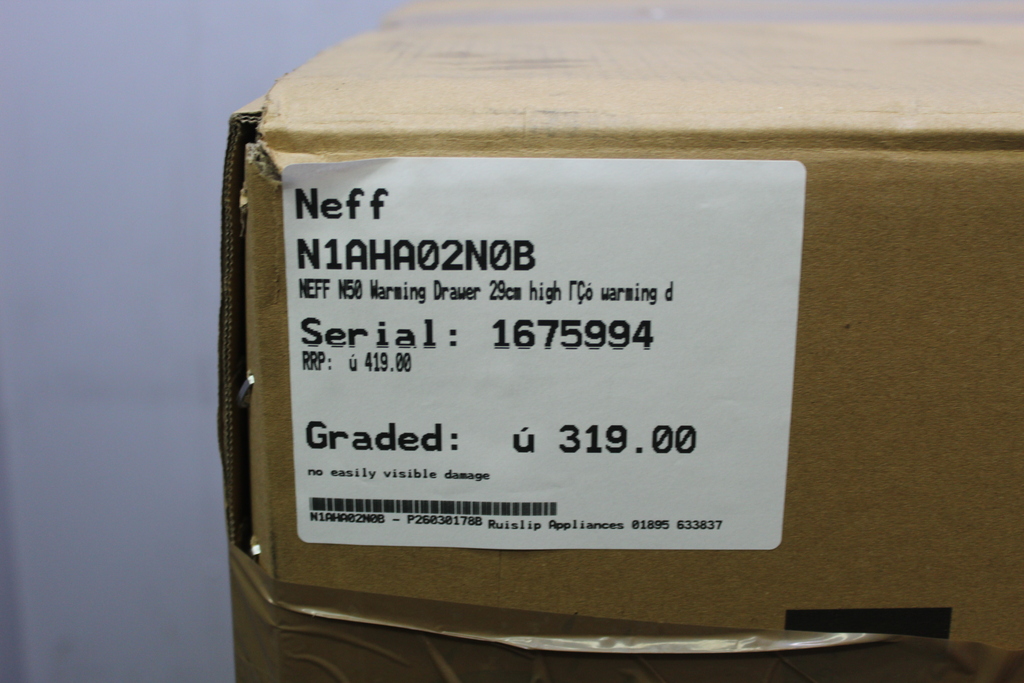 Neff
N1AHA02N0B
NEFF N50 Warming Drawer 29cm high ΓÇó warming d
Serial: 1675994
RRP: ú 419.00
Graded: ú 319.00
no easily visible damage
N1AHA02N0B - P26030178B Ruislip Appliances 01895 633837